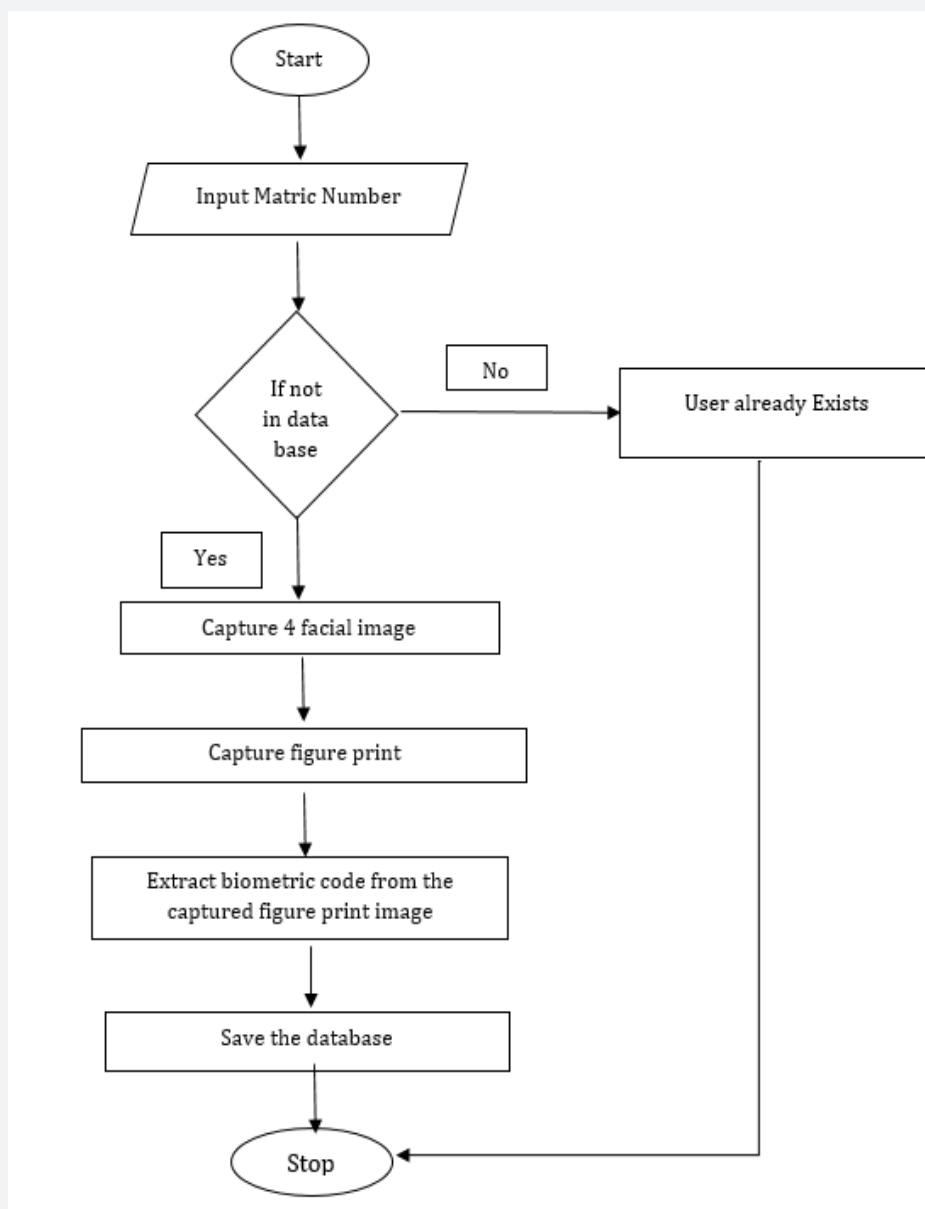 Start
Input Matric Number
If not
in data
base
No
User already Exists
Yes
Capture 4 facial image
Capture figure print
Extract biometric code from the
captured figure print image
Save the database
Stop